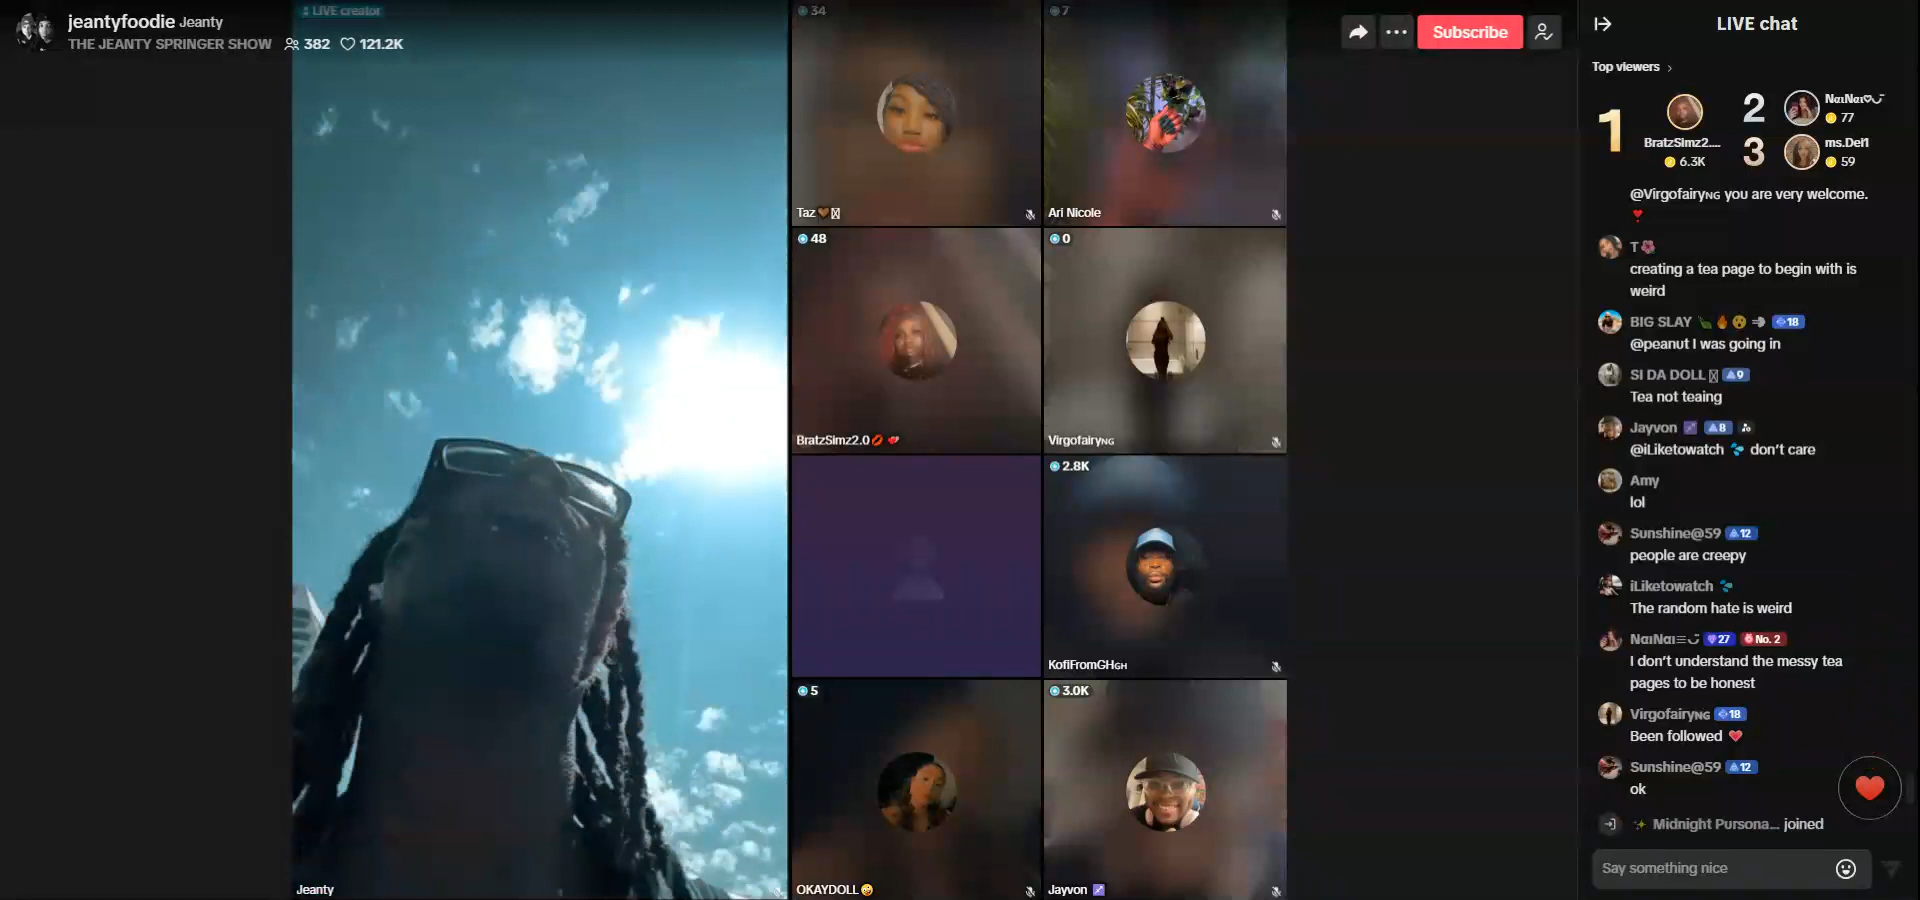 jeantyfoodie Jeanty
THE JEANTY SPRINGER SHOW 382 121.2K
LIVE creator
Jeanty
34
Taz
7
Ari Nicole
48
BratzSimz2.0
0
VirgofairyNG
2.8K
KofiFromGHGH
5
OKAYDOLL
3.0K
Jayvon
Subscribe
LIVE chat
Top viewers
1
BratzSimz2....
6.3K
2
NαιNαι
77
3
ms.Del1
59
@VirgofairyNG you are very welcome.
T
creating a tea page to begin with is
weird
BIG SLAY 18
@peanut I was going in
SI DA DOLL 9
Tea not teaing
Jayvon 8
@iLiketowatch don't care
Amy
lol
Sunshine@59 12
people are creepy
iLiketowatch
The random hate is weird
NαιNαι 27 No. 2
I don't understand the messy tea
pages to be honest
VirgofairyNG 18
Been followed
Sunshine@59 12
ok
Midnight Pursona... joined
Say something nice